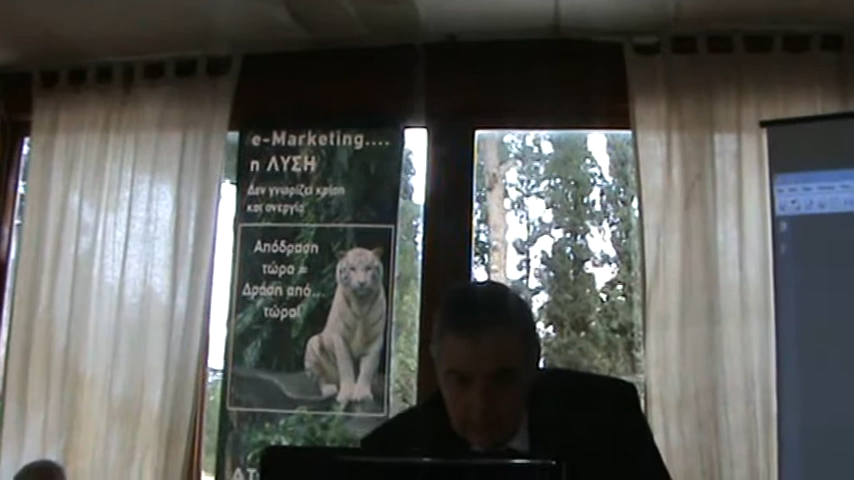 e-Marketing....
η ΛΥΣΗ
Δεν γνωρίζει κρίση
και ανεργία
Απόδραση
τώρα =
Δράση από...
τώρα!